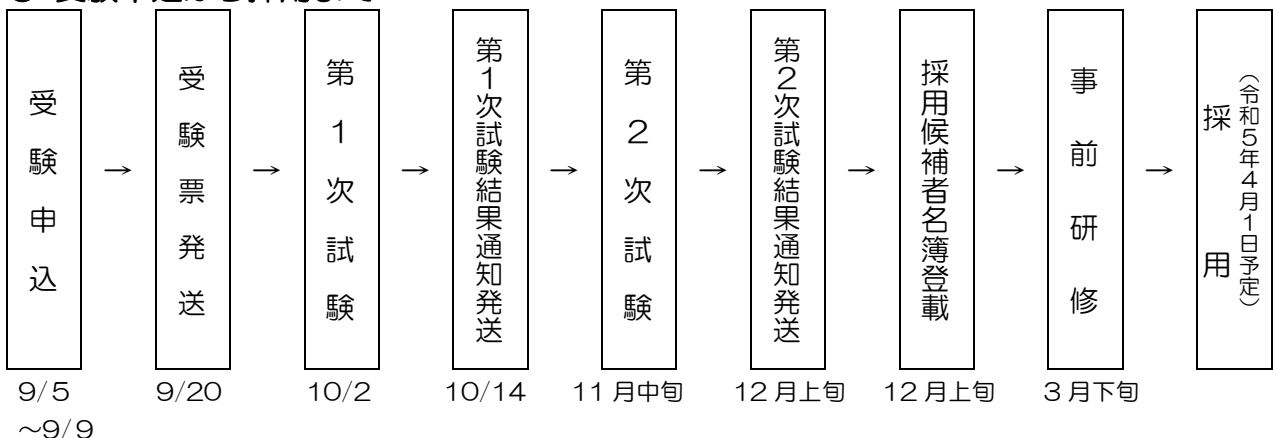 受験申込
→
受験票発送
→
第1次試験
→
第1次試験結果通知発送
→
第2次試験
→
第2次試験結果通知発送
→
採用候補者名簿登載
→
事前研修
→
採用
(令和5年4月1日予定)
9/5
~9/9
9/20
10/2
10/14
11月中旬
12月上旬
12月上旬
3月下旬